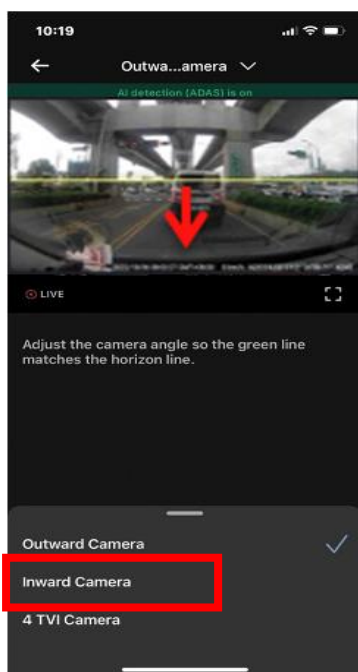 10:19
Outwa...amera
AI detection (ADAS) is on
LIVE
Adjust the camera angle so the green line
matches the horizon line.
Outward Camera
Inward Camera
4 TVI Camera